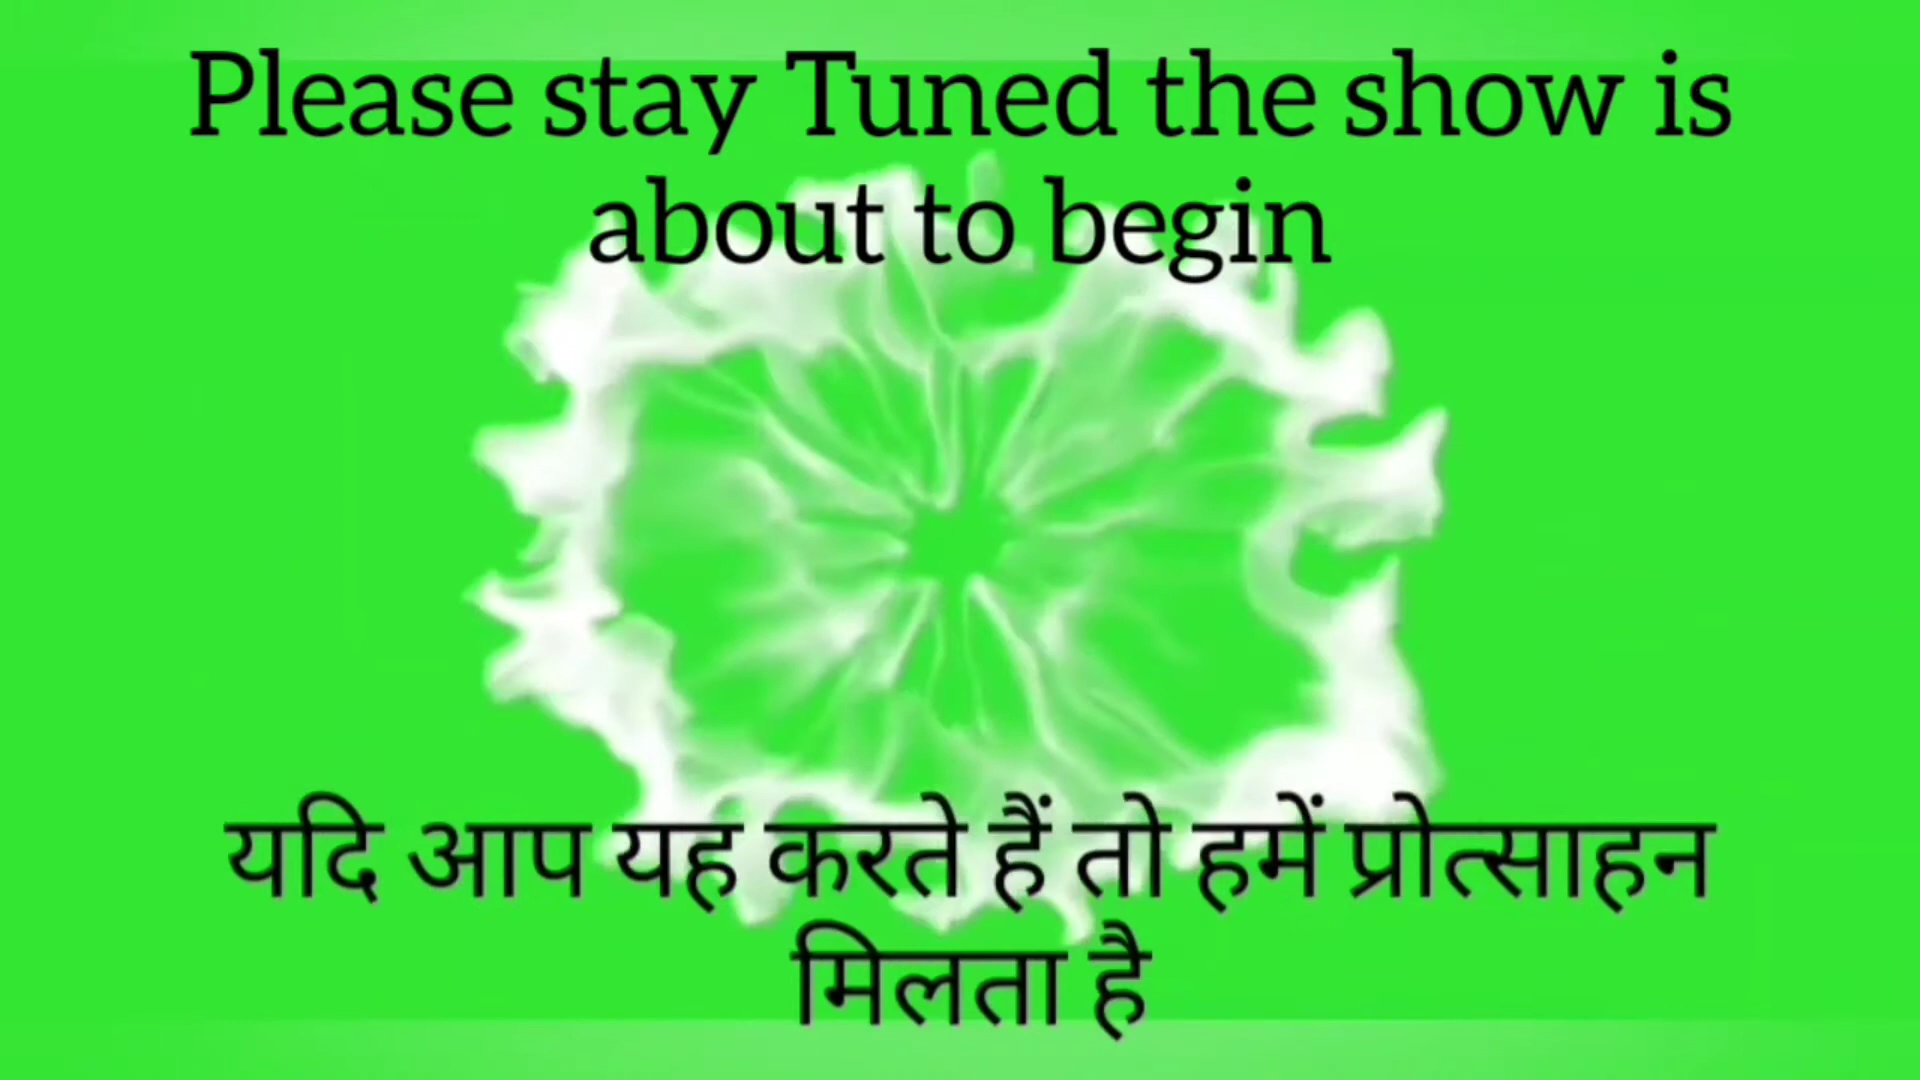 Please stay Tuned the show is
about to begin
यदि आप यह करते हैं तो हमें प्रोत्साहन
मिलता है